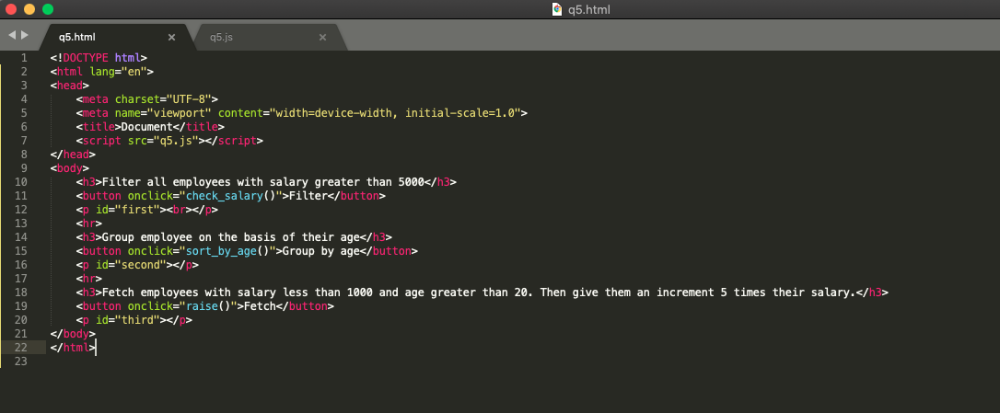 q5.html
q5.html × q5.js ×
1 <!DOCTYPE html>
2 <html lang="en">
3 <head>
4     <meta charset="UTF-8">
5     <meta name="viewport" content="width=device-width, initial-scale=1.0">
6     <title>Document</title>
7     <script src="q5.js"></script>
8 </head>
9 <body>
10     <h3>Filter all employees with salary greater than 5000</h3>
11     <button onclick="check_salary()">Filter</button>
12     <p id="first"><br></p>
13     <hr>
14     <h3>Group employee on the basis of their age</h3>
15     <button onclick="sort_by_age()">Group by age</button>
16     <p id="second"></p>
17     <hr>
18     <h3>Fetch employees with salary less than 1000 and age greater than 20. Then give them an increment 5 times their salary.</h3>
19     <button onclick="raise()">Fetch</button>
20     <p id="third"></p>
21 </body>
22 </html>
23